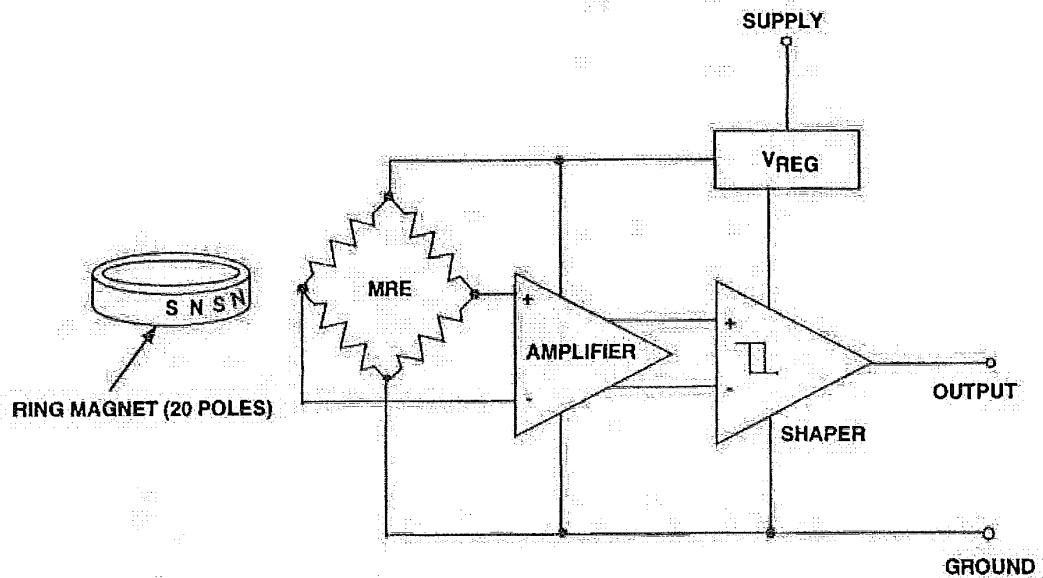 SUPPLY
VREG
MRE
S N S N
+
-
AMPLIFIER
+
-
RING MAGNET (20 POLES)
OUTPUT
SHAPER
GROUND